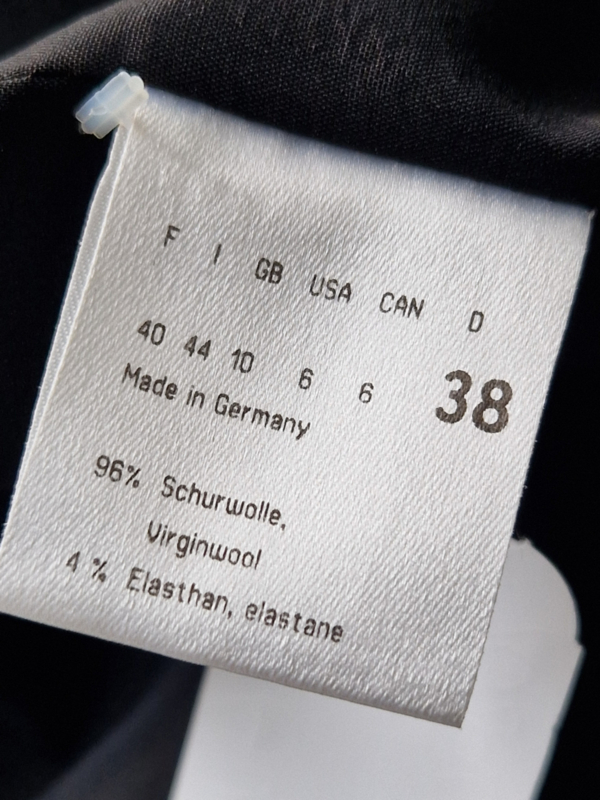 F I GB USA CAN D
40 44 10 6 6 38
Made in Germany
96% Schurwolle,
Virginwool
4 % Elasthan, elastane